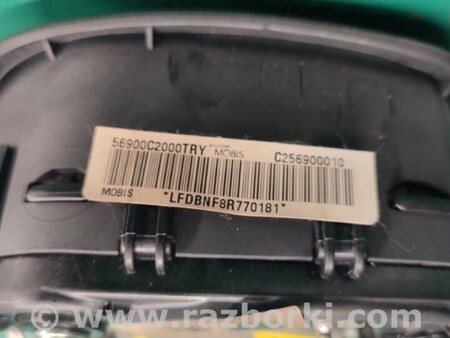 56900C2000TRY MOBIS C256900010
MOBIS "LFDBNF8R770181"
© - www.razborki.com